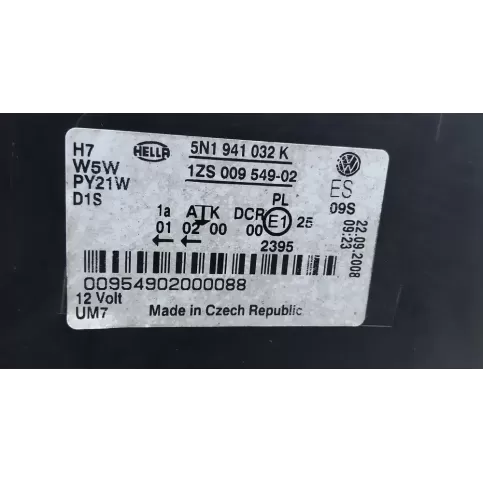 H7
W5W
PY21W
D1S
HELLA
5N1 941 032 K
1ZS 009 549-02
1a ATK DCR PL
01 02 00 00 E1 25
2395
ES
09S
22.09.2008
09:23
00954902000088
12 Volt
UM7
Made in Czech Republic